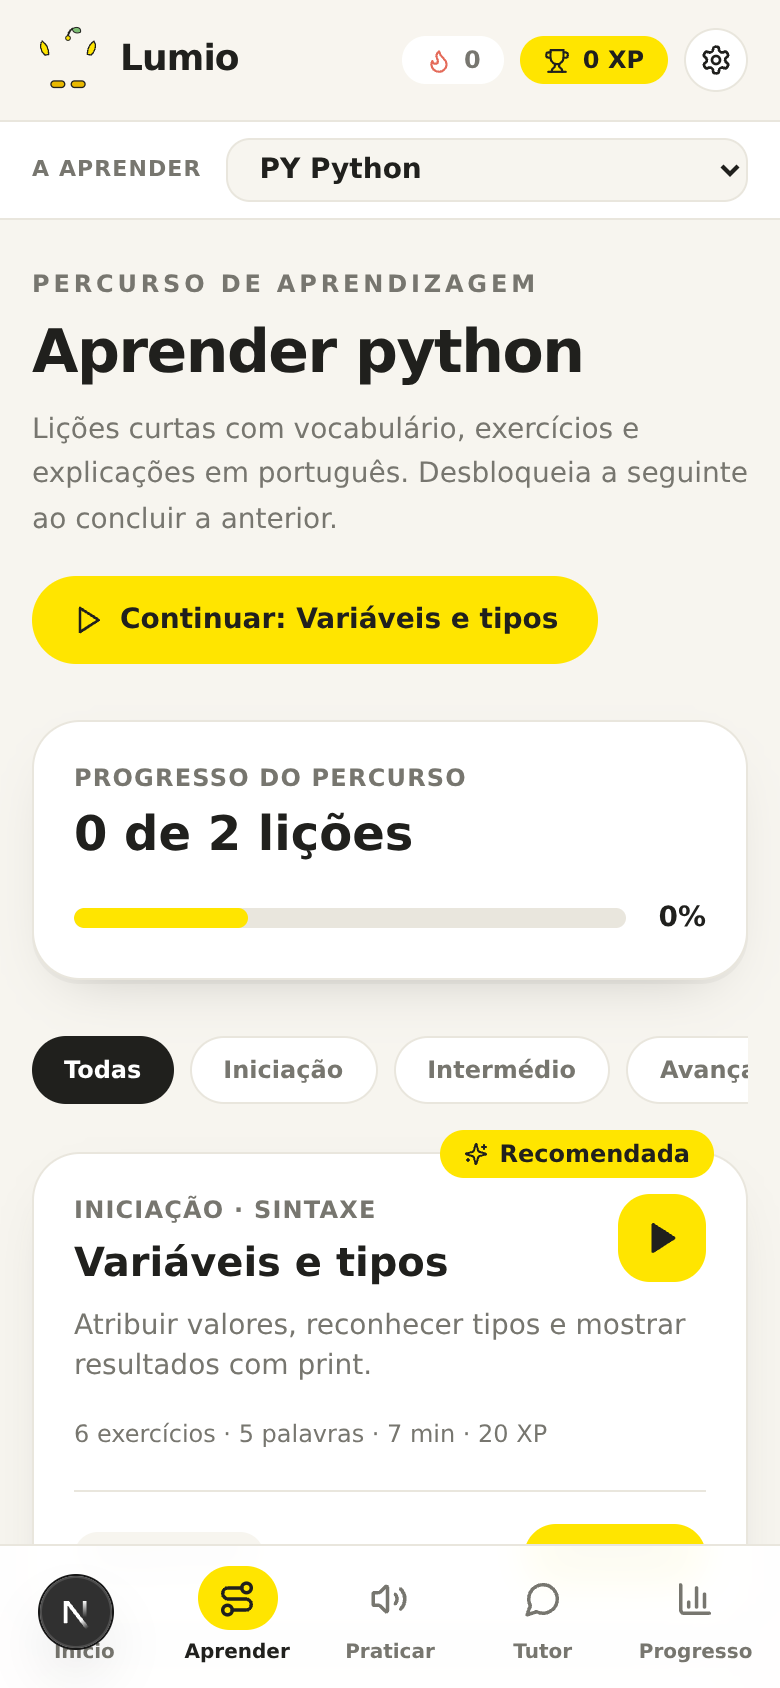 Lumio
0
0 XP
A APRENDER
PY Python
PERCURSO DE APRENDIZAGEM
Aprender python
Lições curtas com vocabulário, exercícios e
explicações em português. Desbloqueia a seguinte
ao concluir a anterior.
Continuar: Variáveis e tipos
PROGRESSO DO PERCURSO
0 de 2 lições
0%
Todas
Iniciação
Intermédio
Recomendada
INICIAÇÃO · SINTAXE
Variáveis e tipos
Atribuir valores, reconhecer tipos e mostrar
resultados com print.
6 exercícios · 5 palavras · 7 min · 20 XP
N
Início
Aprender
Praticar
Tutor
Progresso